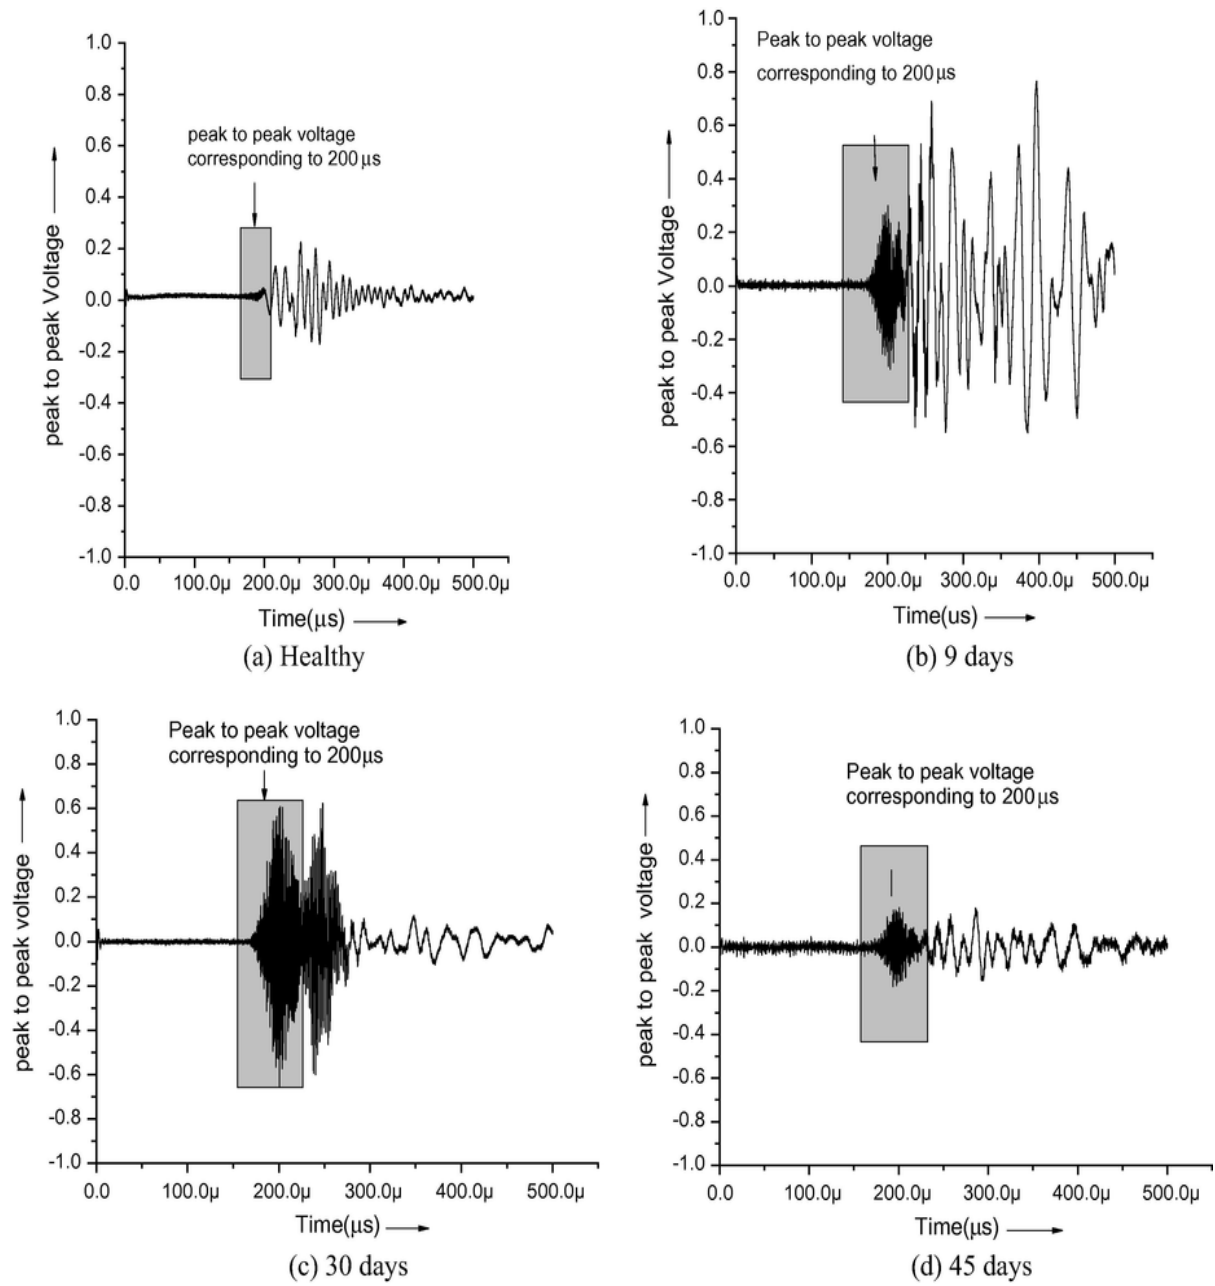 1.0
0.8
0.6
0.4
0.2
0.0
-0.2
-0.4
-0.6
-0.8
-1.0
peak to peak Voltage
peak to peak voltage
corresponding to 200 μs
0.0 100.0μ 200.0μ 300.0μ 400.0μ 500.0μ
Time(μs)
(a) Healthy
1.0
0.8
0.6
0.4
0.2
0.0
-0.2
-0.4
-0.6
-0.8
-1.0
peak to peak Voltage
Peak to peak voltage
corresponding to 200 μs
0.0 100.0μ 200.0μ 300.0μ 400.0μ 500.0μ
Time(us)
(b) 9 days
1.0
0.8
0.6
0.4
0.2
0.0
-0.2
-0.4
-0.6
-0.8
-1.0
peak to peak voltage
Peak to peak voltage
corresponding to 200μs
0.0 100.0μ 200.0μ 300.0μ 400.0μ 500.0μ
Time(μs)
(c) 30 days
1.0
0.8
0.6
0.4
0.2
0.0
-0.2
-0.4
-0.6
-0.8
-1.0
peak to peak voltage
Peak to peak voltage
corresponding to 200μs
0.0 100.0μ 200.0μ 300.0μ 400.0μ 500.0μ
Time(μs)
(d) 45 days